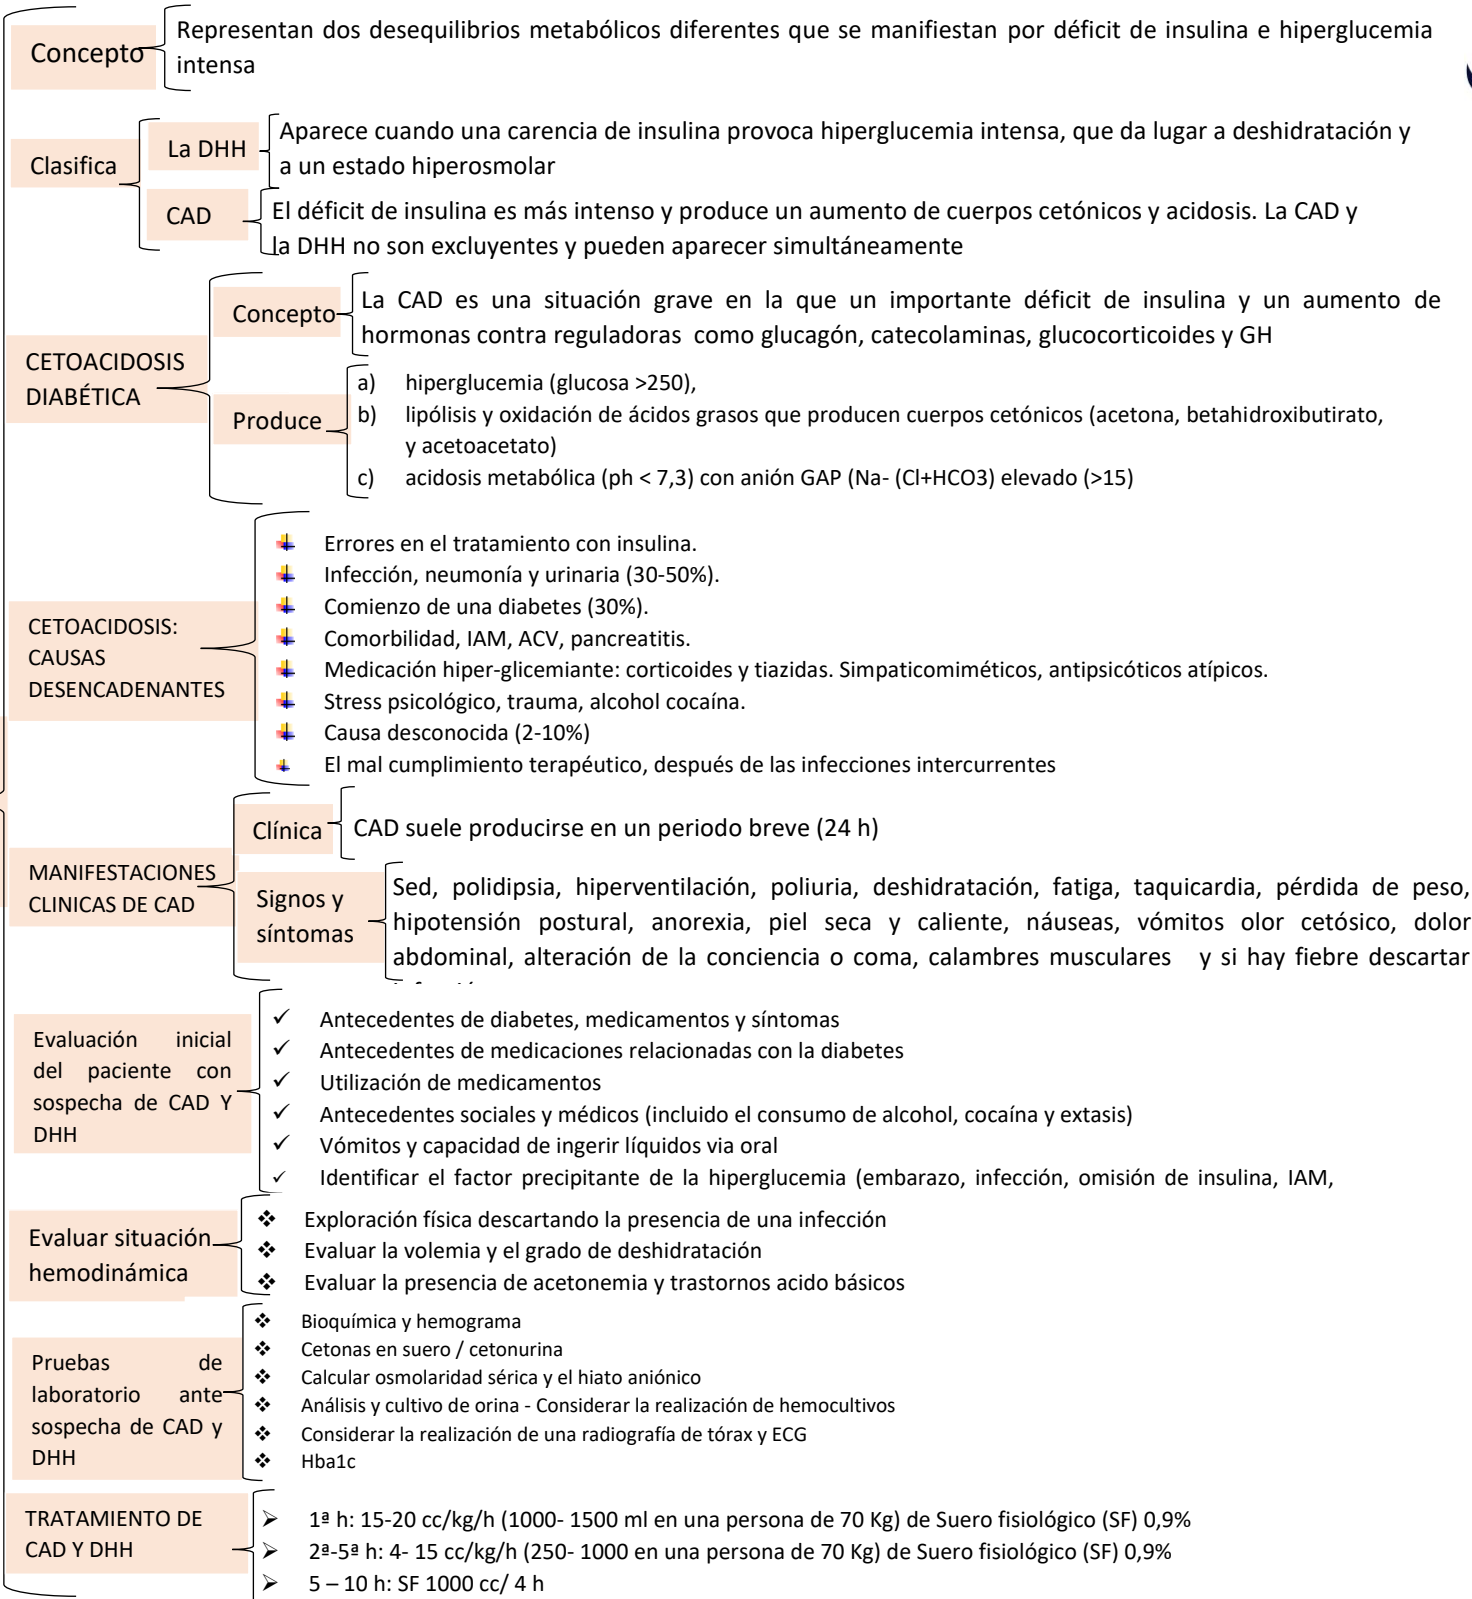 Concepto
Representan dos desequilibrios metabólicos diferentes que se manifiestan por déficit de insulina e hiperglucemia
intensa
Clasifica
La DHH
Aparece cuando una carencia de insulina provoca hiperglucemia intensa, que da lugar a deshidratación y
a un estado hiperosmolar
CAD
El déficit de insulina es más intenso y produce un aumento de cuerpos cetónicos y acidosis. La CAD y
la DHH no son excluyentes y pueden aparecer simultáneamente
CETOACIDOSIS
DIABÉTICA
Concepto
La CAD es una situación grave en la que un importante déficit de insulina y un aumento de
hormonas contra reguladoras como glucagón, catecolaminas, glucocorticoides y GH
Produce
a) hiperglucemia (glucosa >250),
b) lipólisis y oxidación de ácidos grasos que producen cuerpos cetónicos (acetona, betahidroxibutirato,
y acetoacetato)
c) acidosis metabólica (ph < 7,3) con anión GAP (Na- (Cl+HCO3) elevado (>15)
CETOACIDOSIS:
CAUSAS
DESENCADENANTES
Errores en el tratamiento con insulina.
Infección, neumonía y urinaria (30-50%).
Comienzo de una diabetes (30%).
Comorbilidad, IAM, ACV, pancreatitis.
Medicación hiper-glicemiante: corticoides y tiazidas. Simpaticomiméticos, antipsicóticos atípicos.
Stress psicológico, trauma, alcohol cocaína.
Causa desconocida (2-10%)
El mal cumplimiento terapéutico, después de las infecciones intercurrentes
MANIFESTACIONES
CLINICAS DE CAD
Clínica
CAD suele producirse en un periodo breve (24 h)
Signos y
síntomas
Sed, polidipsia, hiperventilación, poliuria, deshidratación, fatiga, taquicardia, pérdida de peso,
hipotensión postural, anorexia, piel seca y caliente, náuseas, vómitos olor cetósico, dolor
abdominal, alteración de la conciencia o coma, calambres musculares y si hay fiebre descartar
Evaluación inicial
del paciente con
sospecha de CAD Y
DHH
✓ Antecedentes de diabetes, medicamentos y síntomas
✓ Antecedentes de medicaciones relacionadas con la diabetes
✓ Utilización de medicamentos
✓ Antecedentes sociales y médicos (incluido el consumo de alcohol, cocaína y extasis)
✓ Vómitos y capacidad de ingerir líquidos via oral
✓ Identificar el factor precipitante de la hiperglucemia (embarazo, infección, omisión de insulina, IAM,
Evaluar situación
hemodinámica
❖ Exploración física descartando la presencia de una infección
❖ Evaluar la volemia y el grado de deshidratación
❖ Evaluar la presencia de acetonemia y trastornos acido básicos
Pruebas de
laboratorio ante
sospecha de CAD y
DHH
❖ Bioquímica y hemograma
❖ Cetonas en suero / cetonurina
❖ Calcular osmolaridad sérica y el hiato aniónico
❖ Análisis y cultivo de orina - Considerar la realización de hemocultivos
❖ Considerar la realización de una radiografía de tórax y ECG
❖ Hba1c
TRATAMIENTO DE
CAD Y DHH
➢ 1ª h: 15-20 cc/kg/h (1000- 1500 ml en una persona de 70 Kg) de Suero fisiológico (SF) 0,9%
➢ 2ª-5ª h: 4- 15 cc/kg/h (250- 1000 en una persona de 70 Kg) de Suero fisiológico (SF) 0,9%
➢ 5 – 10 h: SF 1000 cc/ 4 h